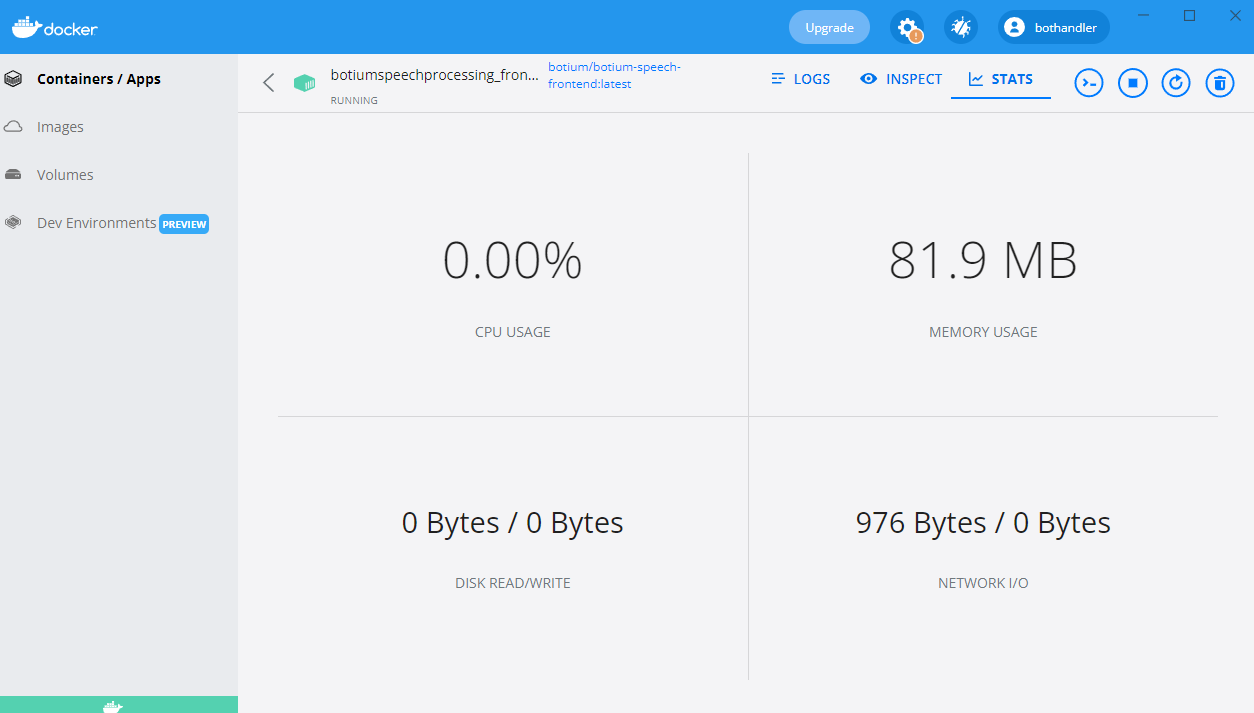 docker
Upgrade
bothandler
Containers / Apps
Images
Volumes
Dev Environments PREVIEW
botiumspeechprocessing_fron...
RUNNING
botium/botium-speech-
frontend:latest
LOGS
INSPECT
STATS
0.00%
CPU USAGE
81.9 MB
MEMORY USAGE
0 Bytes / 0 Bytes
DISK READ/WRITE
976 Bytes / 0 Bytes
NETWORK I/O